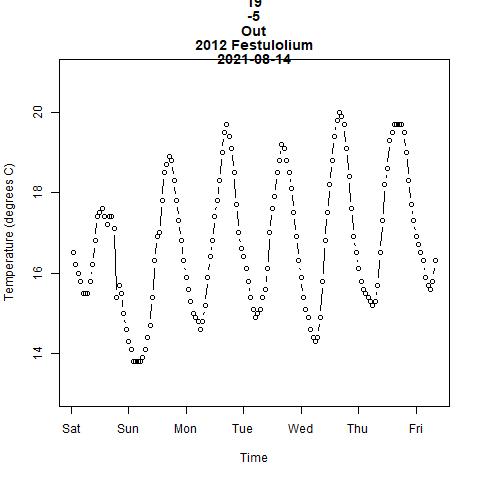 19
-5
Out
2012 Festulolium
2021-08-14
Temperature (degrees C)
20
18
16
14
Sat Sun Mon Tue Wed Thu Fri
Time